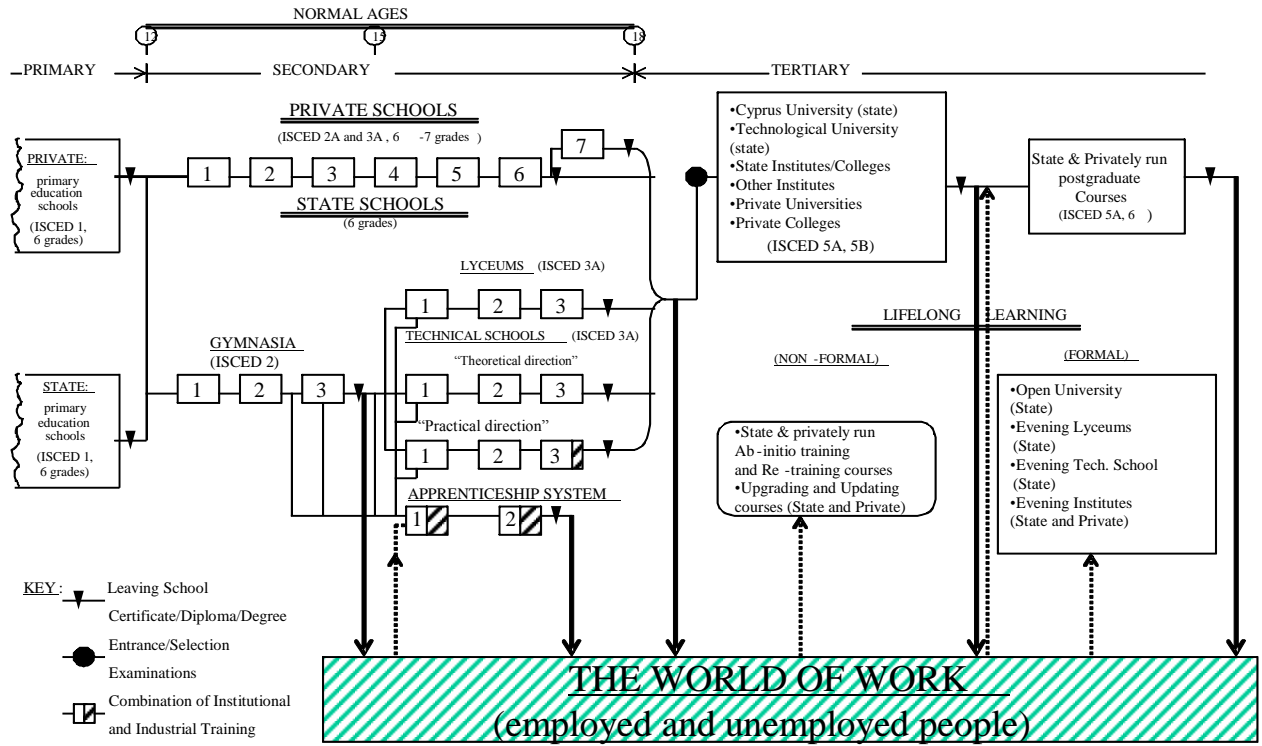 NORMAL AGES
12
15
18
PRIMARY
SECONDARY
TERTIARY
PRIVATE SCHOOLS
(ISCED 2A and 3A , 6 -7 grades )
PRIVATE:
primary
education
schools
(ISCED 1,
6 grades)
1
2
3
4
5
6
7
STATE SCHOOLS
(6 grades)
•Cyprus University (state)
•Technological University
(state)
•State Institutes/Colleges
•Other Institutes
•Private Universities
•Private Colleges
(ISCED 5A, 5B)
State & Privately run
postgraduate
Courses
(ISCED 5A, 6 )
LYCEUMS (ISCED 3A)
1
2
3
TECHNICAL SCHOOLS (ISCED 3A)
"Theoretical direction"
1
2
3
"Practical direction"
1
2
3
APPRENTICESHIP SYSTEM
1
2
GYMNASIA
(ISCED 2)
1
2
3
STATE:
primary
education
schools
(ISCED 1,
6 grades)
LIFELONG LEARNING
(NON -FORMAL)
•State & privately run
Ab -initio training
and Re -training courses
•Upgrading and Updating
courses (State and Private)
(FORMAL)
•Open University
(State)
•Evening Lyceums
(State)
•Evening Tech. School
(State)
•Evening Institutes
(State and Private)
KEY :
Leaving School
Certificate/Diploma/Degree
Entrance/Selection
Examinations
Combination of Institutional
and Industrial Training
THE WORLD OF WORK
(employed and unemployed people)